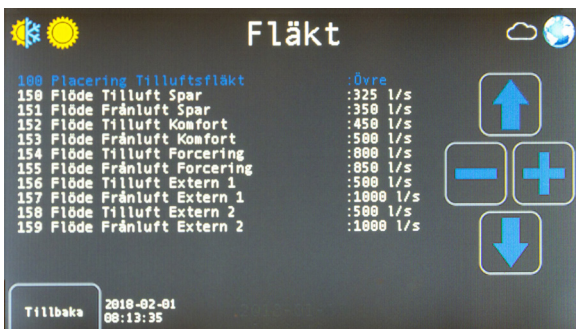 Fläkt
100 Placering Tilluftsfläkt :Övre
150 Flöde Tilluft Spar :325 l/s
151 Flöde Frånluft Spar :350 l/s
152 Flöde Tilluft Komfort :450 l/s
153 Flöde Frånluft Komfort :500 l/s
154 Flöde Tilluft Forcering :800 l/s
155 Flöde Frånluft Forcering :850 l/s
156 Flöde Tilluft Extern 1 :500 l/s
157 Flöde Frånluft Extern 1 :1000 l/s
158 Flöde Tilluft Extern 2 :500 l/s
159 Flöde Frånluft Extern 2 :1000 l/s
Tillbaka
2018-02-01
08:13:35